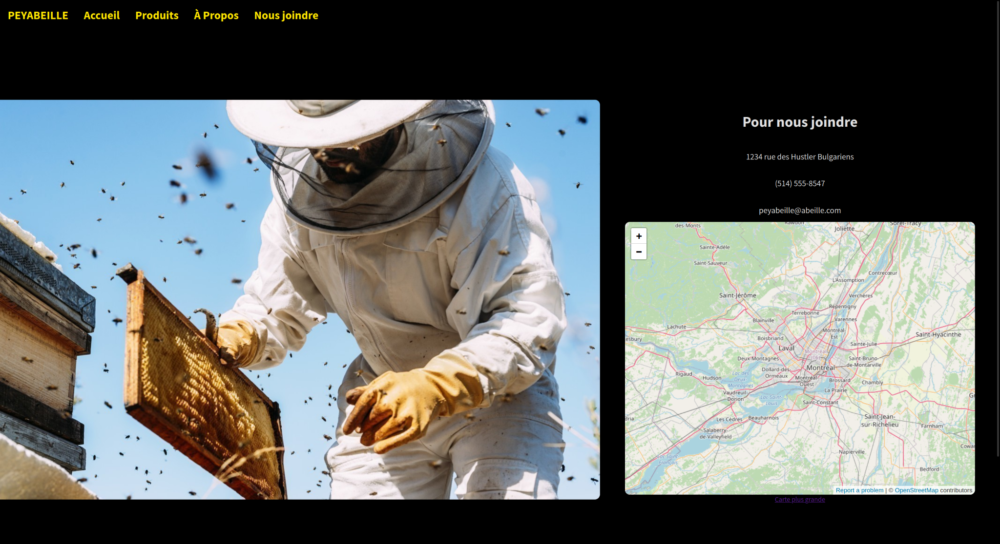 PEYABEILLE Accueil Produits À Propos Nous joindre
Pour nous joindre
1234 rue des Hustler Bulgariens
(514) 555-8547
peyabeille@abeille.com
des-Monts
Rawdon
Joliette
Sorel-Tracy
+
−
Sainte-Adèle
Saint-Sauveur
Contrecœur
L'Assomption
Saint-Jérôme
Verchères
Repentigny
Terrebonne
Blainville
Varennes
Lachute
Montréal
Est
Saint-Hyacinthe
esbury
Boisbriand
Sainte-Julie
Laval
Montréal
(06)
Deux-Montagnes
Saint-Bruno-
de-Montarville
Montréal
Dollard-des-
Ormeaux
Rigaud
Hudson
Lac des
Deux-
Montagnes
Montréal-
Ouest
Brossard
Chambly
La Prairie
Vaudreuil-
Dorion
Lac Saint-
Louis
Saint-Constant
Gr
dria
Les Cèdres
Beauharnois
Saint-Jean-
sur-Richelieu
Farnham
Salaberry-
de-Valleyfield
Cowan
Napierville
Lac Saint-
François
Bedford
Report a problem | © OpenStreetMap contributors
Carte plus grande